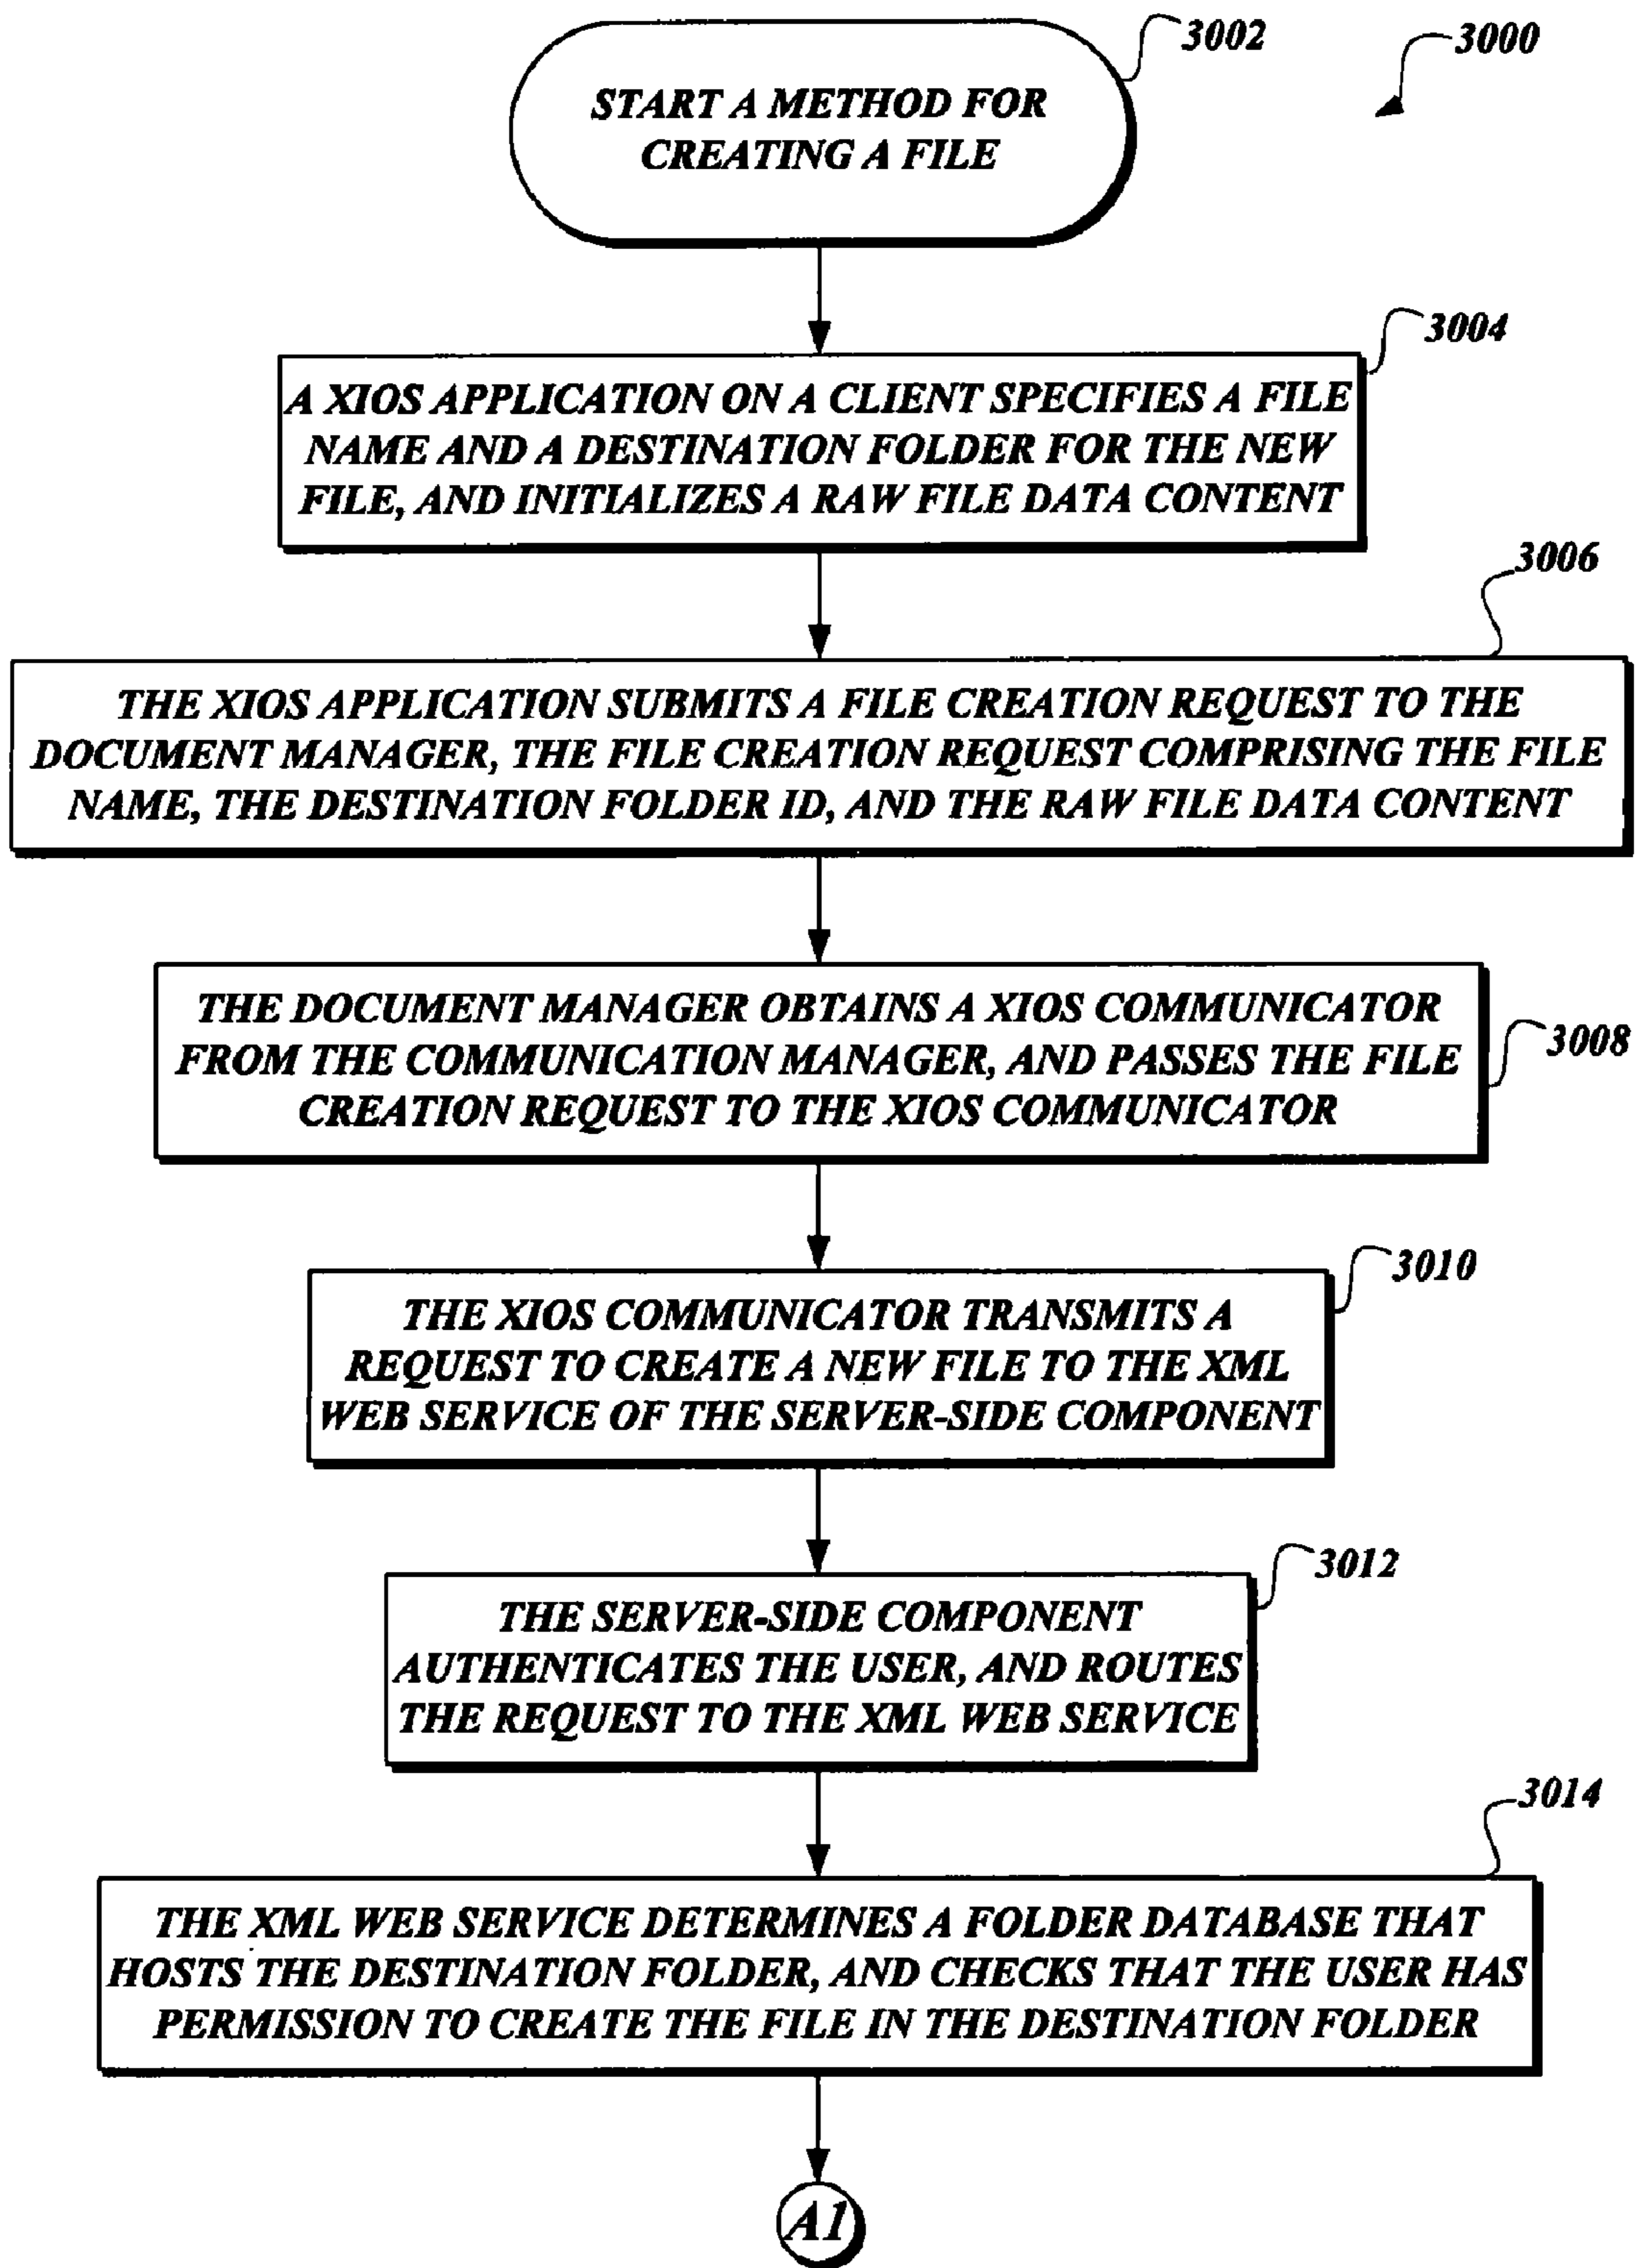 3002
3000
START A METHOD FOR
CREATING A FILE
3004
A XIOS APPLICATION ON A CLIENT SPECIFIES A FILE
NAME AND A DESTINATION FOLDER FOR THE NEW
FILE, AND INITIALIZES A RAW FILE DATA CONTENT
3006
THE XIOS APPLICATION SUBMITS A FILE CREATION REQUEST TO THE
DOCUMENT MANAGER, THE FILE CREATION REQUEST COMPRISING THE FILE
NAME, THE DESTINATION FOLDER ID, AND THE RAW FILE DATA CONTENT
THE DOCUMENT MANAGER OBTAINS A XIOS COMMUNICATOR
FROM THE COMMUNICATION MANAGER, AND PASSES THE FILE
CREATION REQUEST TO THE XIOS COMMUNICATOR
3008
3010
THE XIOS COMMUNICATOR TRANSMITS A
REQUEST TO CREATE A NEW FILE TO THE XML
WEB SERVICE OF THE SERVER-SIDE COMPONENT
3012
THE SERVER-SIDE COMPONENT
AUTHENTICATES THE USER, AND ROUTES
THE REQUEST TO THE XML WEB SERVICE
3014
THE XML WEB SERVICE DETERMINES A FOLDER DATABASE THAT
HOSTS THE DESTINATION FOLDER, AND CHECKS THAT THE USER HAS
PERMISSION TO CREATE THE FILE IN THE DESTINATION FOLDER
A1